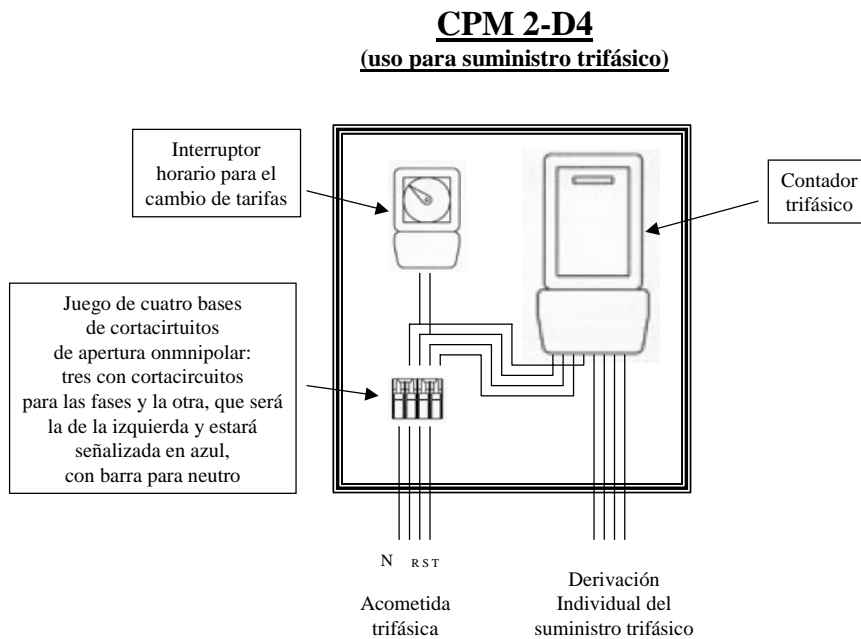 CPM 2-D4
(uso para suministro trifásico)
Interruptor
horario para el
cambio de tarifas
Contador
trifásico
Juego de cuatro bases
de cortacirtuitos
de apertura onmnipolar:
tres con cortacircuitos
para las fases y la otra, que será
la de la izquierda y estará
señalizada en azul,
con barra para neutro
N R S T
Acometida
trifásica
Derivación
Individual del
suministro trifásico